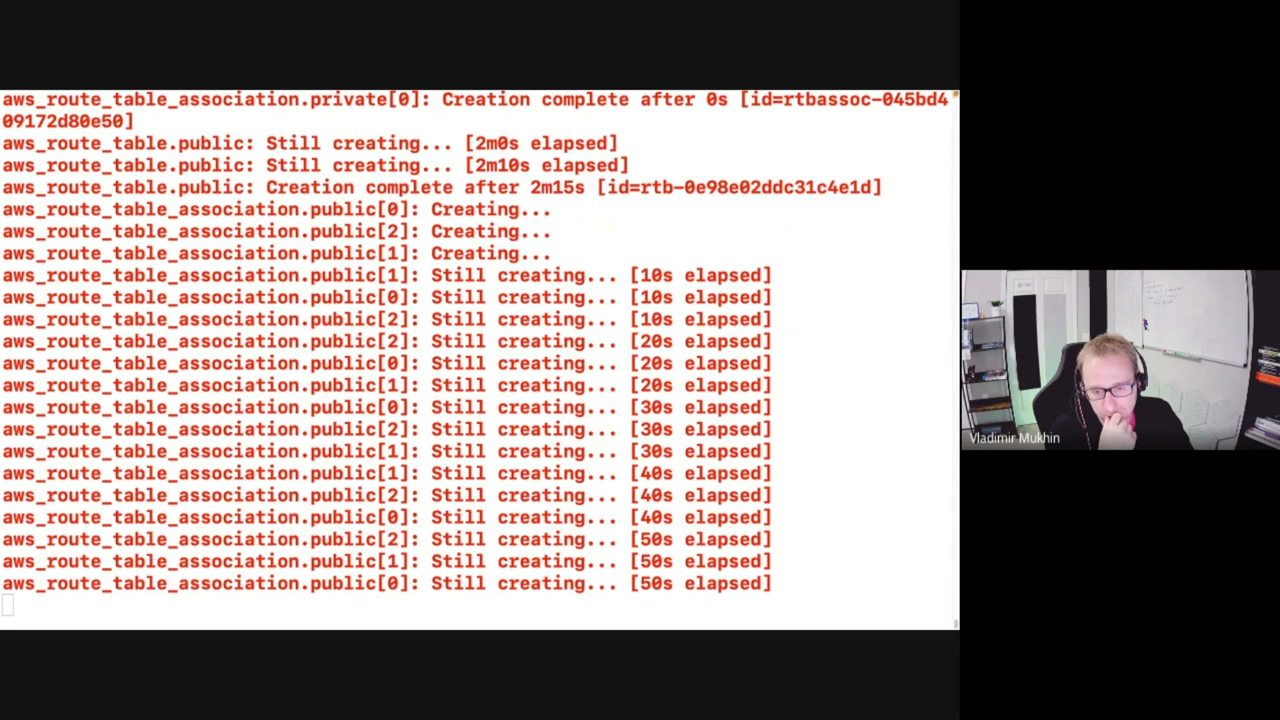 aws_route_table_association.private[0]: Creation complete after 0s [id=rtbassoc-045bd4
09172d80e50]
aws_route_table.public: Still creating... [2m0s elapsed]
aws_route_table.public: Still creating... [2m10s elapsed]
aws_route_table.public: Creation complete after 2m15s [id=rtb-0e98e02ddc31c4e1d]
aws_route_table_association.public[0]: Creating...
aws_route_table_association.public[2]: Creating...
aws_route_table_association.public[1]: Creating...
aws_route_table_association.public[1]: Still creating... [10s elapsed]
aws_route_table_association.public[0]: Still creating... [10s elapsed]
aws_route_table_association.public[2]: Still creating... [10s elapsed]
aws_route_table_association.public[2]: Still creating... [20s elapsed]
aws_route_table_association.public[0]: Still creating... [20s elapsed]
aws_route_table_association.public[1]: Still creating... [20s elapsed]
aws_route_table_association.public[0]: Still creating... [30s elapsed]
aws_route_table_association.public[2]: Still creating... [30s elapsed]
aws_route_table_association.public[1]: Still creating... [30s elapsed]
aws_route_table_association.public[1]: Still creating... [40s elapsed]
aws_route_table_association.public[2]: Still creating... [40s elapsed]
aws_route_table_association.public[0]: Still creating... [40s elapsed]
aws_route_table_association.public[2]: Still creating... [50s elapsed]
aws_route_table_association.public[1]: Still creating... [50s elapsed]
aws_route_table_association.public[0]: Still creating... [50s elapsed]
Vladimir Mukhin